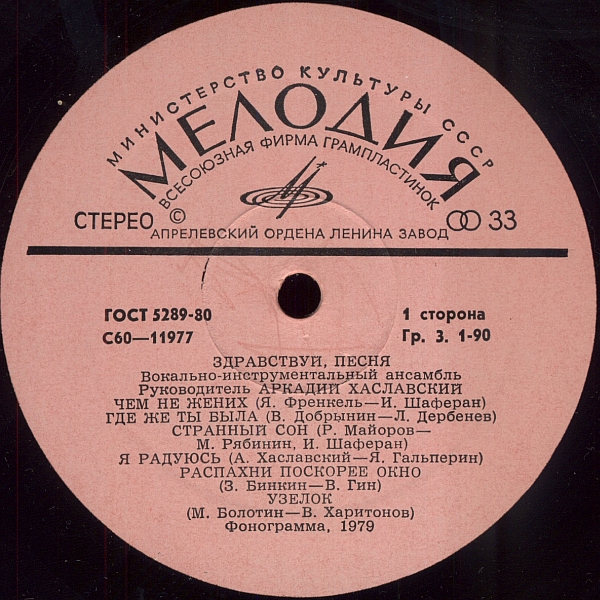 МИНИСТЕРСТВО КУЛЬТУРЫ СССР
МЕЛОДИЯ
ВСЕСОЮЗНАЯ ФИРМА ГРАМПЛАСТИНОК
СТЕРЕО © 33
АПРЕЛЕВСКИЙ ОРДЕНА ЛЕНИНА ЗАВОД
ГОСТ 5289-80 1 сторона
С60—11977 Гр. 3. 1-90
ЗДРАВСТВУЙ, ПЕСНЯ
Вокально-инструментальный ансамбль
Руководитель АРКАДИЙ ХАСЛАВСКИЙ
ЧЕМ НЕ ЖЕНИХ (Я. Френкель—И. Шаферан)
ГДЕ ЖЕ ТЫ БЫЛА (В. Добрынин—Л. Дербенев)
СТРАННЫЙ СОН (Р. Майоров—
М. Рябинин, И. Шаферан)
Я РАДУЮСЬ (А. Хаславский—Я. Гальперин)
РАСПАХНИ ПОСКОРЕЕ ОКНО
(З. Бинкин—В. Гин)
УЗЕЛОК
(М. Болотин—В. Харитонов)
Фонограмма, 1979